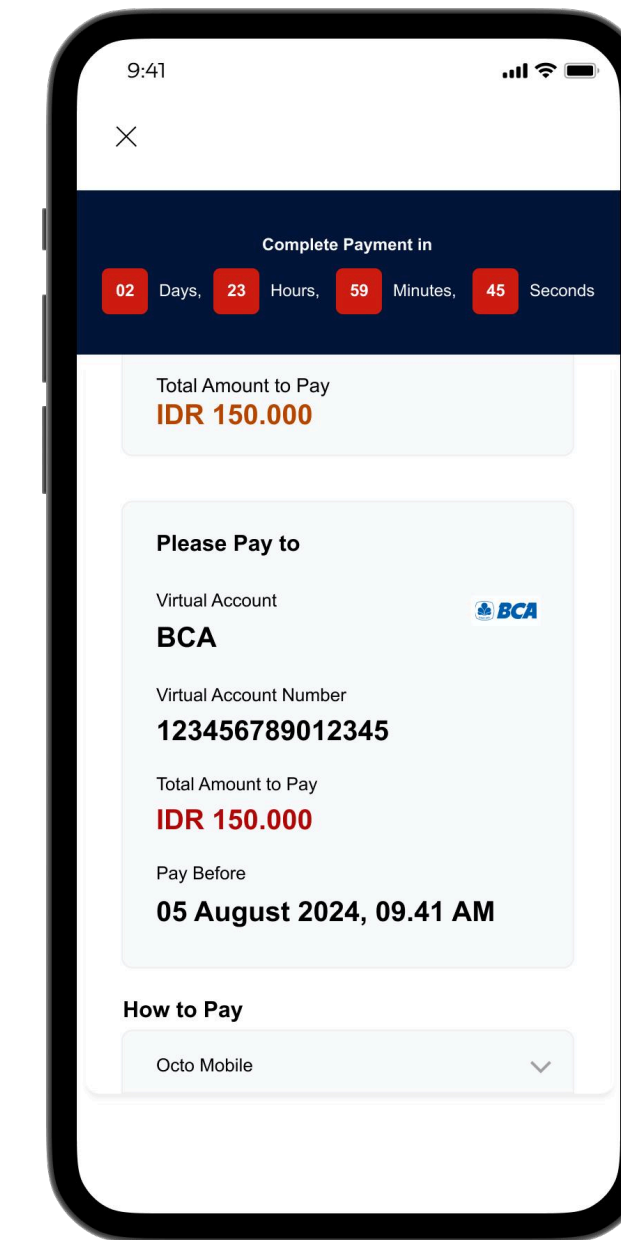 9:41
Complete Payment in
02 Days, 23 Hours, 59 Minutes, 45 Seconds
Total Amount to Pay
IDR 150.000
Please Pay to
Virtual Account
BCA
BCA
Virtual Account Number
123456789012345
Total Amount to Pay
IDR 150.000
Pay Before
05 August 2024, 09.41 AM
How to Pay
Octo Mobile